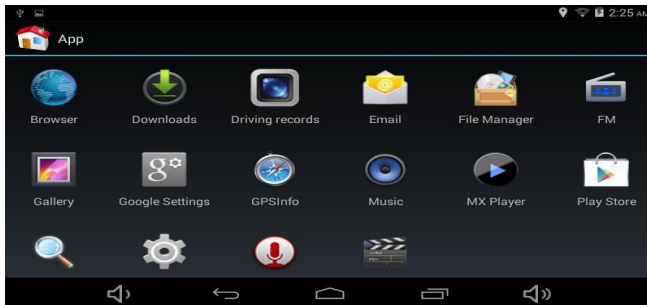 2:25 AM
App
Browser
Downloads
Driving records
Email
File Manager
FM
Gallery
Google Settings
GPSInfo
Music
MX Player
Play Store